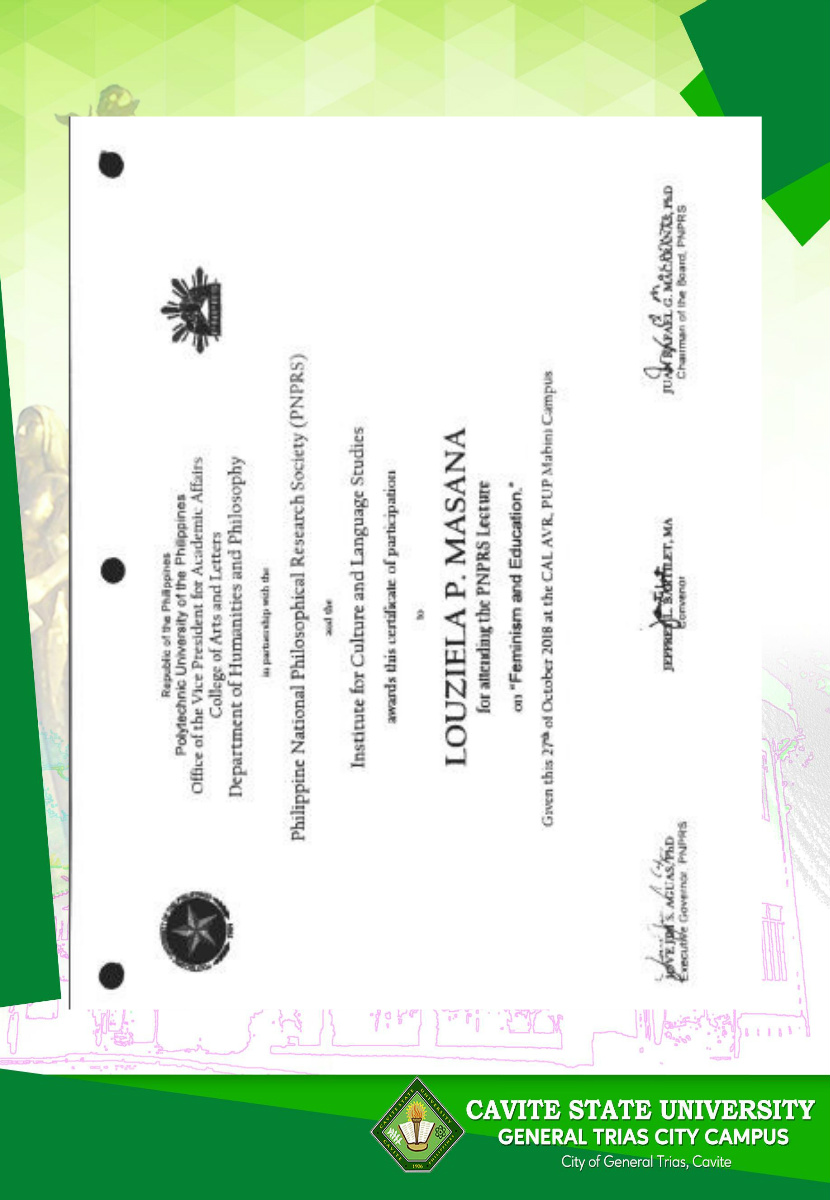 Republic of the Philippines
Polytechnic University of the Philippines
Office of the Vice President for Academic Affairs
College of Arts and Letters
Department of Humanities and Philosophy
in partnership with the
Philippine National Philosophical Research Society (PNPRS)
and the
Institute for Culture and Language Studies
awards this certificate of participation
to
LOUZIELA P. MASANA
for attending the PNPRS Lecture
on "Feminism and Education."
Given this 27th of October 2018 at the CAL AVR, PUP Mabini Campus
S. AGUAS, PhD
Executive Governor, PNPRS
JEFFREY L. MA
Convenor
JUAN RAFAEL G. PhD
Chairman of the Board, PNPRS
CAVITE STATE UNIVERSITY
GENERAL TRIAS CITY CAMPUS
City of General Trias, Cavite
1906